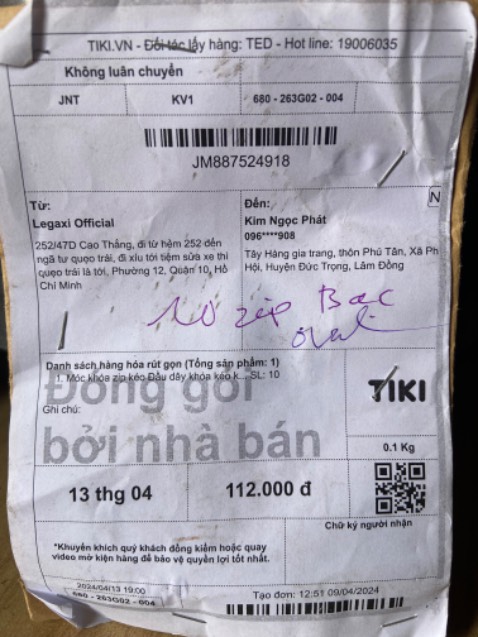 TIKI.VN - Đối tác lấy hàng: TED - Hot line: 19006035
Không luân chuyển
JNT
KV1
680 - 263G02 - 004
JM887524918
Từ:
Legaxi Official
252/47D Cao Thắng, đi từ hẻm 252 đến
ngã tư quẹo trái, đi xíu tới tiệm sửa xe thì
quẹo trái là tới, Phường 12, Quận 10, Hồ
Chí Minh
N
Đến:
Kim Ngọc Phát
096****908
Tây Hàng gia trang, thôn Phú Tân, Xã Ph
Hội, Huyện Đức Trọng, Lâm Đồng
10 zip Bạc
oval
Danh sách hàng hóa rút gọn (Tổng sản phẩm: 1)
1. Móc khóa zip kéo Đầu dây khóa kéo k... SL: 10
Ghi chú:
Đóng gói
bởi nhà bán
TIKI
0.1 Kg
13 thg 04
112.000 đ
Chữ ký người nhận
*Khuyến khích quý khách đồng kiểm hoặc quay
video mở kiện hàng để bảo vệ quyền lợi tốt nhất.
2024/04/13 19:00
680 - 263G02 - 004
Tạo đơn: 12:51 09/04/2024